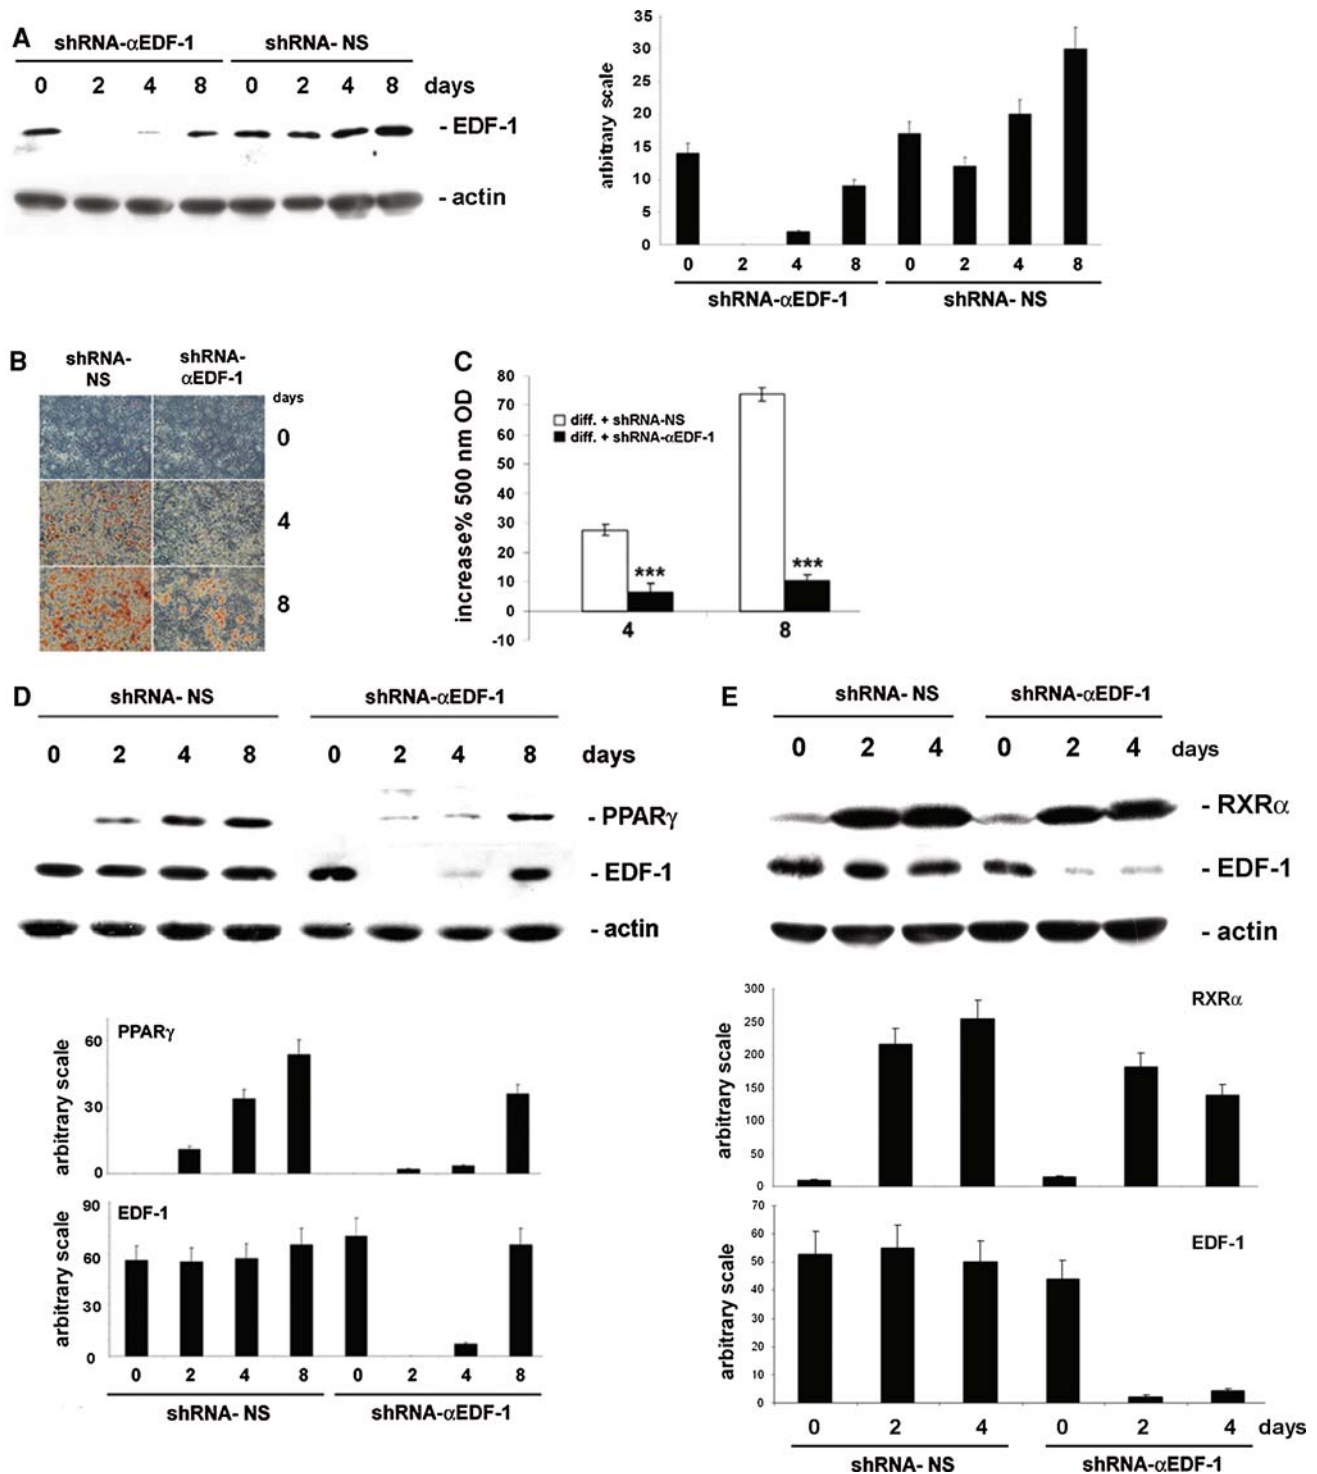 A
shRNA-αEDF-1 shRNA- NS
0 2 4 8 0 2 4 8 days
- EDF-1
- actin
arbitrary scale
35
30
25
20
15
10
5
0
0 2 4 8 0 2 4 8
shRNA-αEDF-1 shRNA- NS
B
shRNA-
NS
shRNA-
αEDF-1
days
0
4
8
C
increase% 500 nm OD
80
70
60
50
40
30
20
10
0
-10
diff. + shRNA-NS
diff. + shRNA-αEDF-1
***
***
4 8
D
shRNA- NS shRNA-αEDF-1
0 2 4 8 0 2 4 8 days
- PPARγ
- EDF-1
- actin
PPARγ
arbitrary scale
60
30
0
EDF-1
arbitrary scale
90
60
30
0
0 2 4 8 0 2 4 8
shRNA- NS shRNA-αEDF-1
E
shRNA- NS shRNA-αEDF-1
0 2 4 0 2 4 days
- RXRα
- EDF-1
- actin
RXRα
arbitrary scale
300
250
200
150
100
50
0
EDF-1
arbitrary scale
70
60
50
40
30
20
10
0
0 2 4 0 2 4 days
shRNA- NS shRNA-αEDF-1